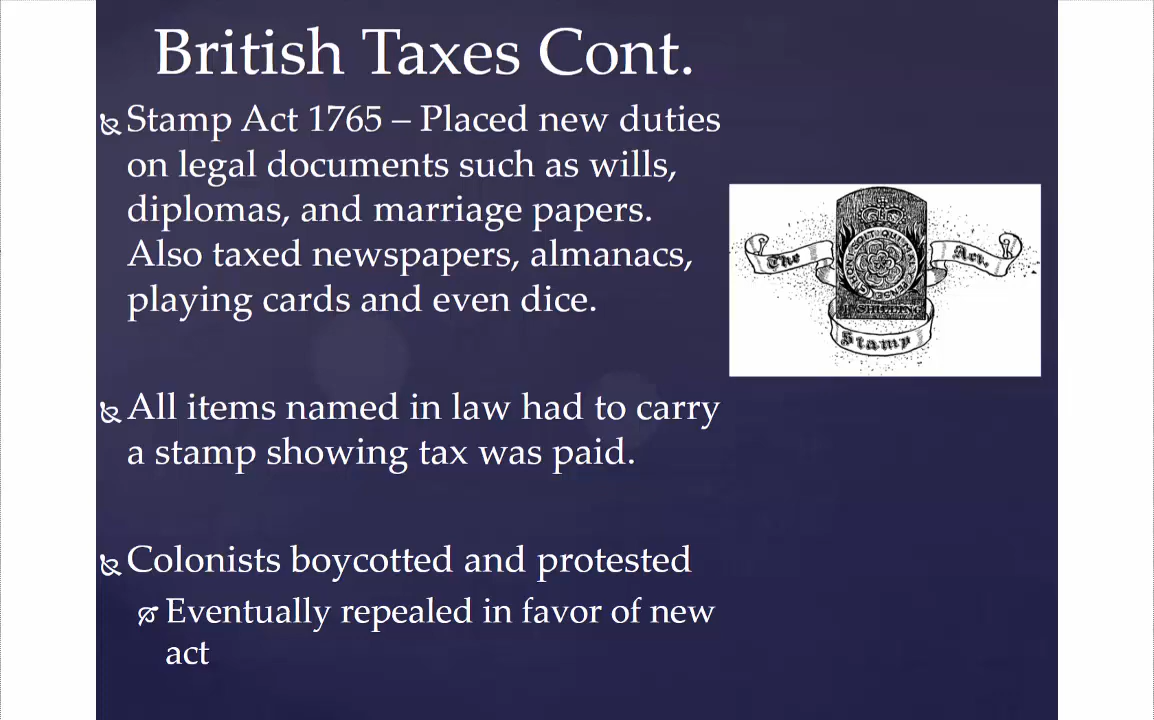 British Taxes Cont.
Stamp Act 1765 – Placed new duties
on legal documents such as wills,
diplomas, and marriage papers.
Also taxed newspapers, almanacs,
playing cards and even dice.
The
Act.
SHILLING
Stamp
All items named in law had to carry
a stamp showing tax was paid.
Colonists boycotted and protested
Eventually repealed in favor of new
act